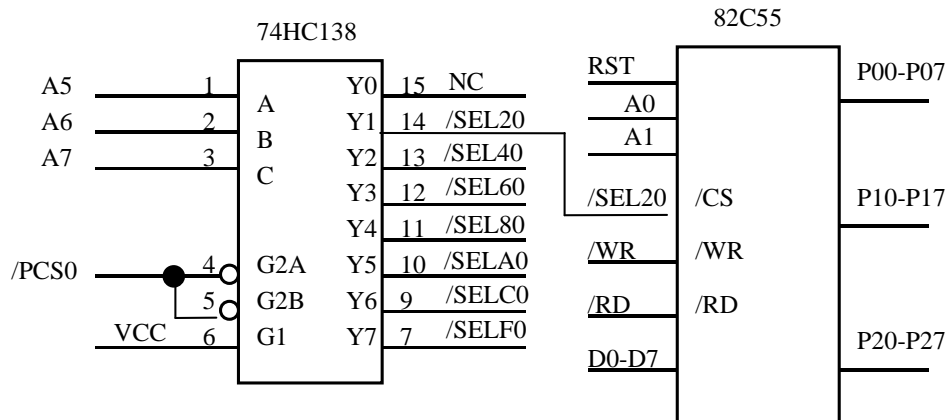 74HC138
82C55
A5 1 A Y0 15 NC
A6 2 B Y1 14 /SEL20
A7 3 C Y2 13 /SEL40
Y3 12 /SEL60
Y4 11 /SEL80
/PCS0 4 G2A Y5 10 /SELA0
5 G2B Y6 9 /SELC0
VCC 6 G1 Y7 7 /SELF0
RST P00-P07
A0
A1
/SEL20 /CS P10-P17
/WR /WR
/RD /RD
D0-D7 P20-P27